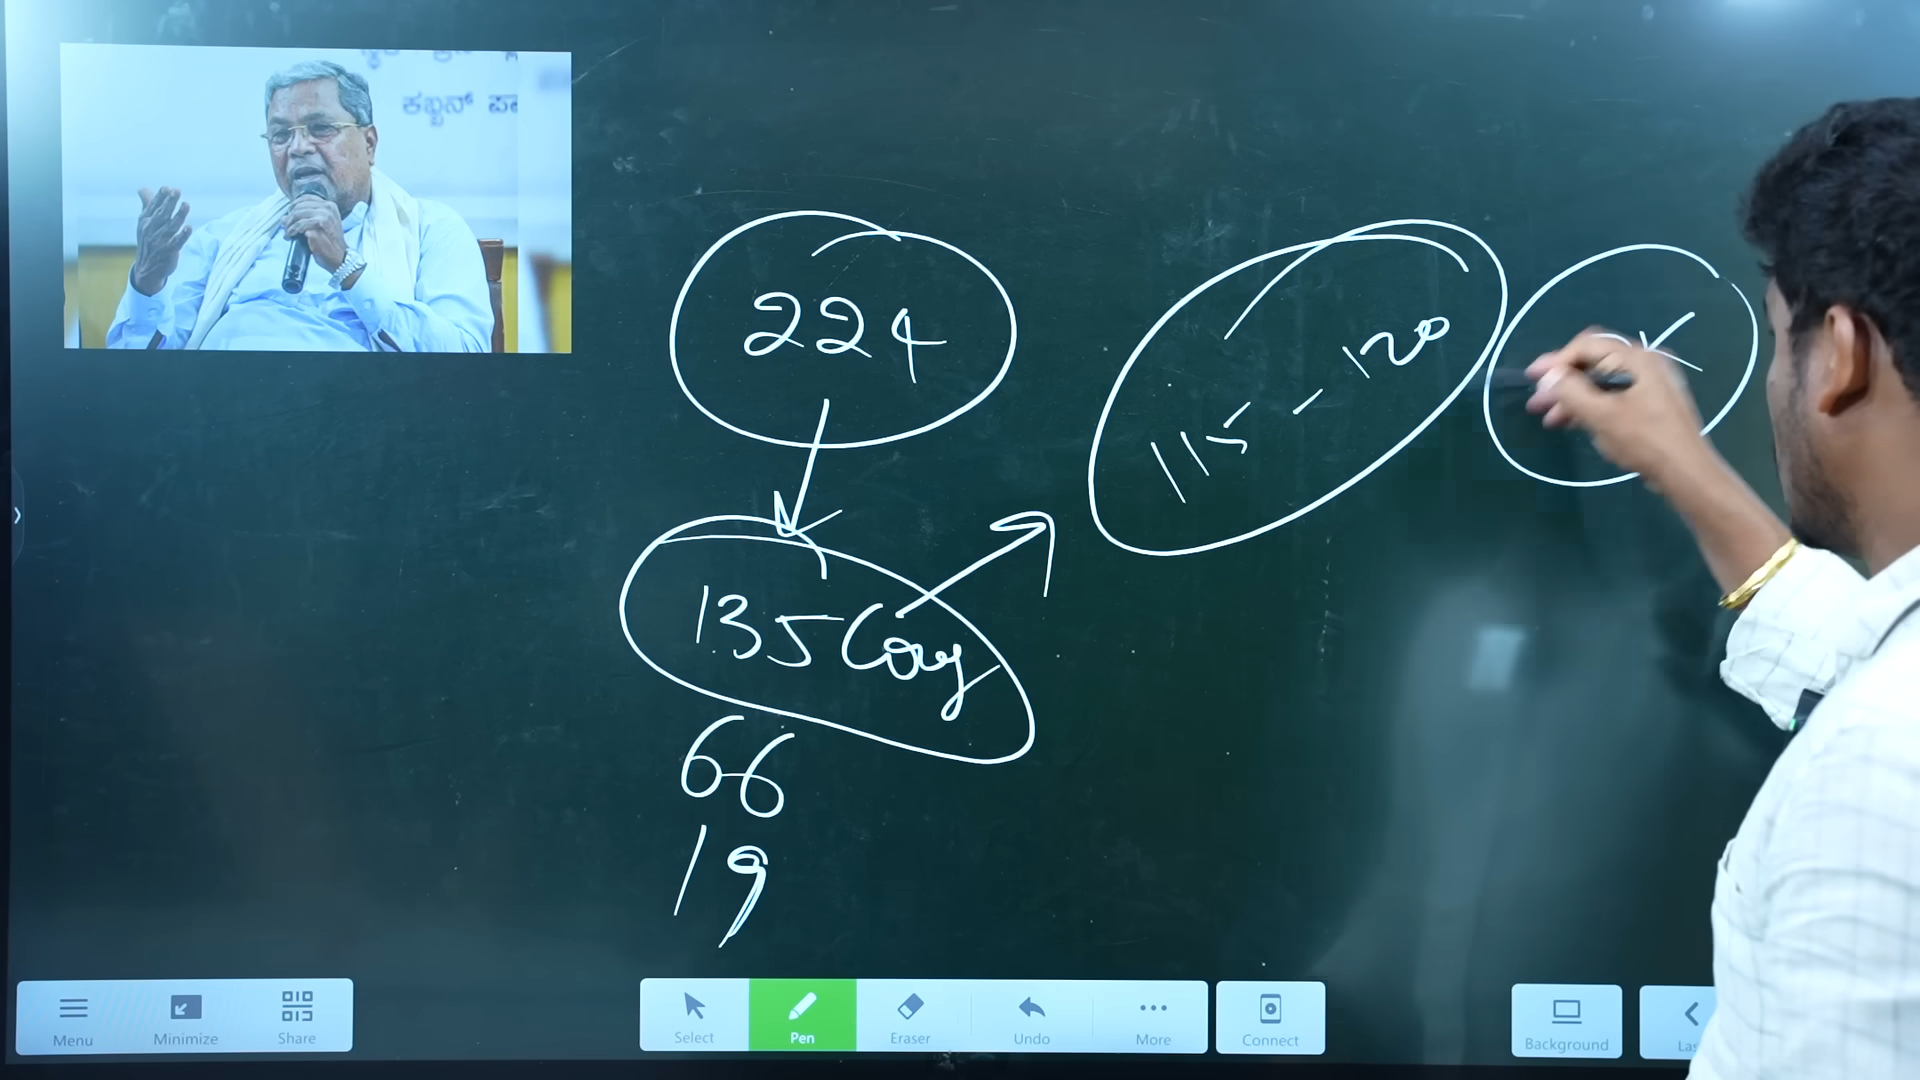 ಕಬ್ಬನ್
224
115 - 120
135 Cong
66
19
Menu
Minimize
Share
Select
Pen
Eraser
Undo
More
Connect
Background